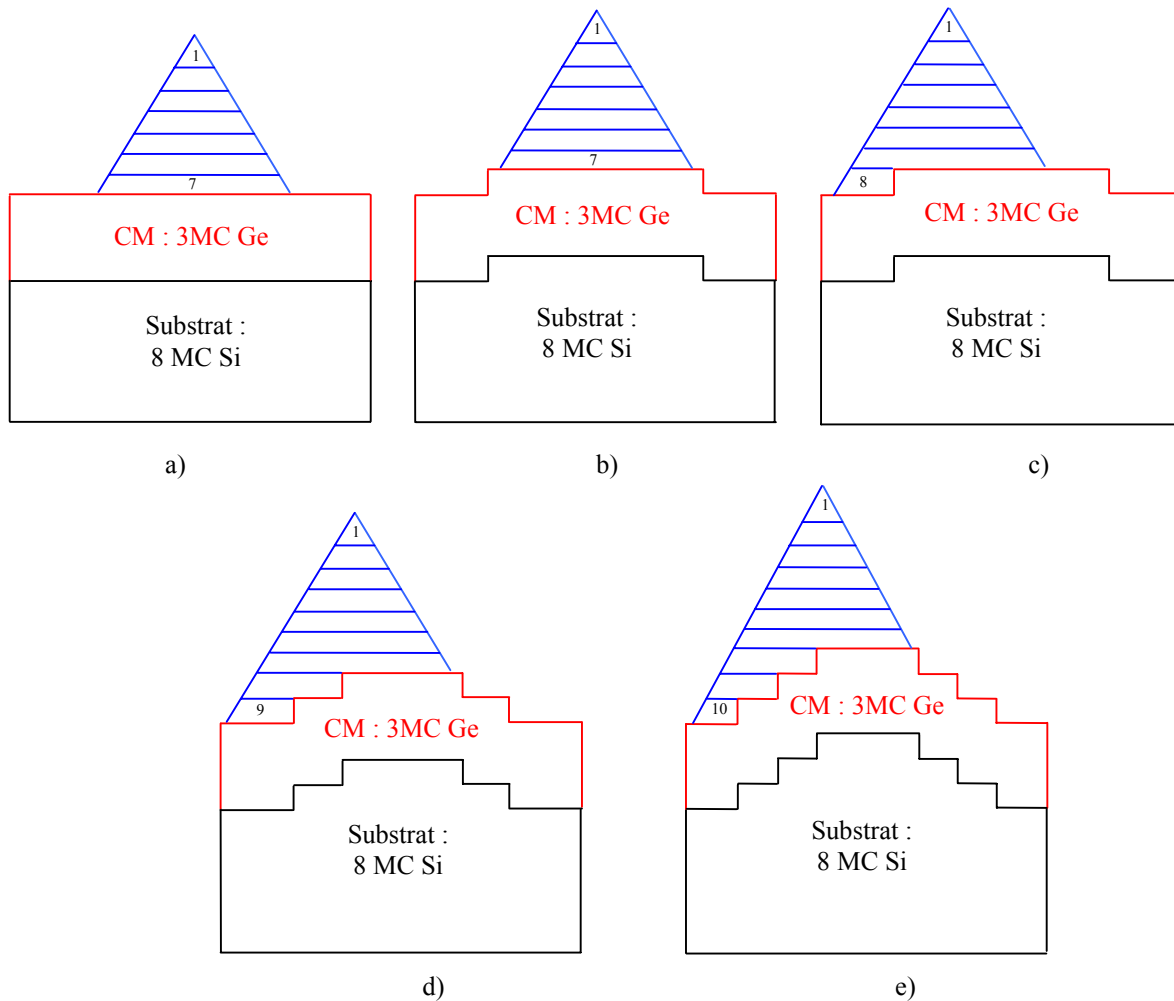 1
7
CM : 3MC Ge
Substrat :
8 MC Si
a)
1
7
CM : 3MC Ge
Substrat :
8 MC Si
b)
1
8
CM : 3MC Ge
Substrat :
8 MC Si
c)
1
9
CM : 3MC Ge
Substrat :
8 MC Si
d)
1
10
CM : 3MC Ge
Substrat :
8 MC Si
e)